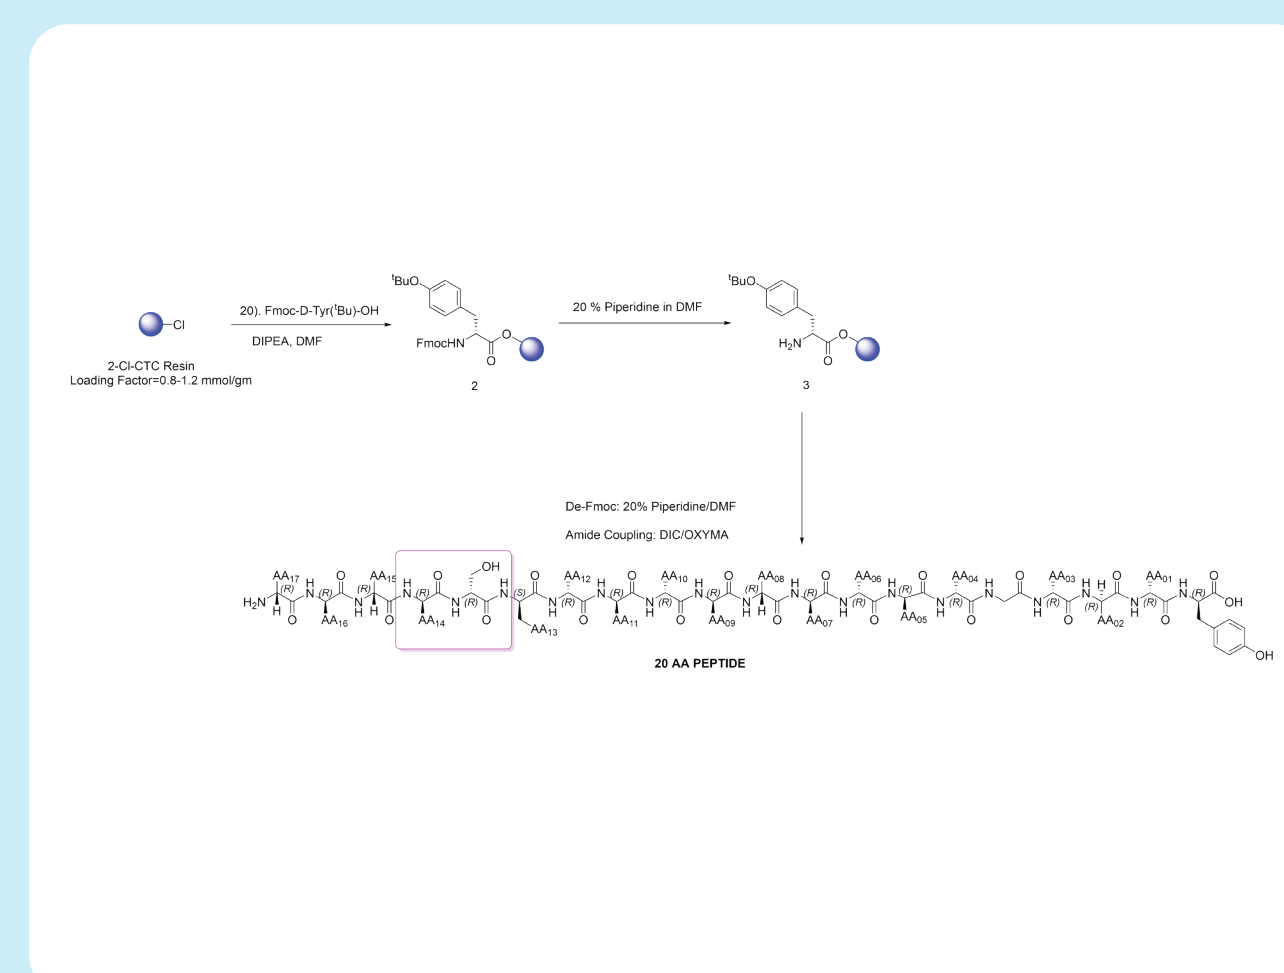 20). Fmoc-D-Tyr(ᵗBu)-OH
DIPEA, DMF
Cl
2-Cl-CTC Resin
Loading Factor=0.8-1.2 mmol/gm
ᵗBuO
FmocHN
O
O
2
20 % Piperidine in DMF
ᵗBuO
H₂N
O
O
3
De-Fmoc: 20% Piperidine/DMF
Amide Coupling: DIC/OXYMA
AA₁₇ (R) H N O AA₁₅ (R) H N O OH H N O AA₁₂ H N O AA₁₀ H N O AA₀₈ (R) H N O AA₀₆ H N (R) O AA₀₄ H N O AA₀₃ H N H O AA₀₁ H N (R) O
H₂N H O (R) AA₁₆ N H H O (R) AA₁₄ N H (R) O (S) AA₁₃ N H (R) O (R) AA₁₁ N H (R) O (R) AA₀₉ N H H O (R) AA₀₇ N H (R) O AA₀₅ N H (R) O N H (R) O (R) AA₀₂ N H (R) O OH
OH
20 AA PEPTIDE